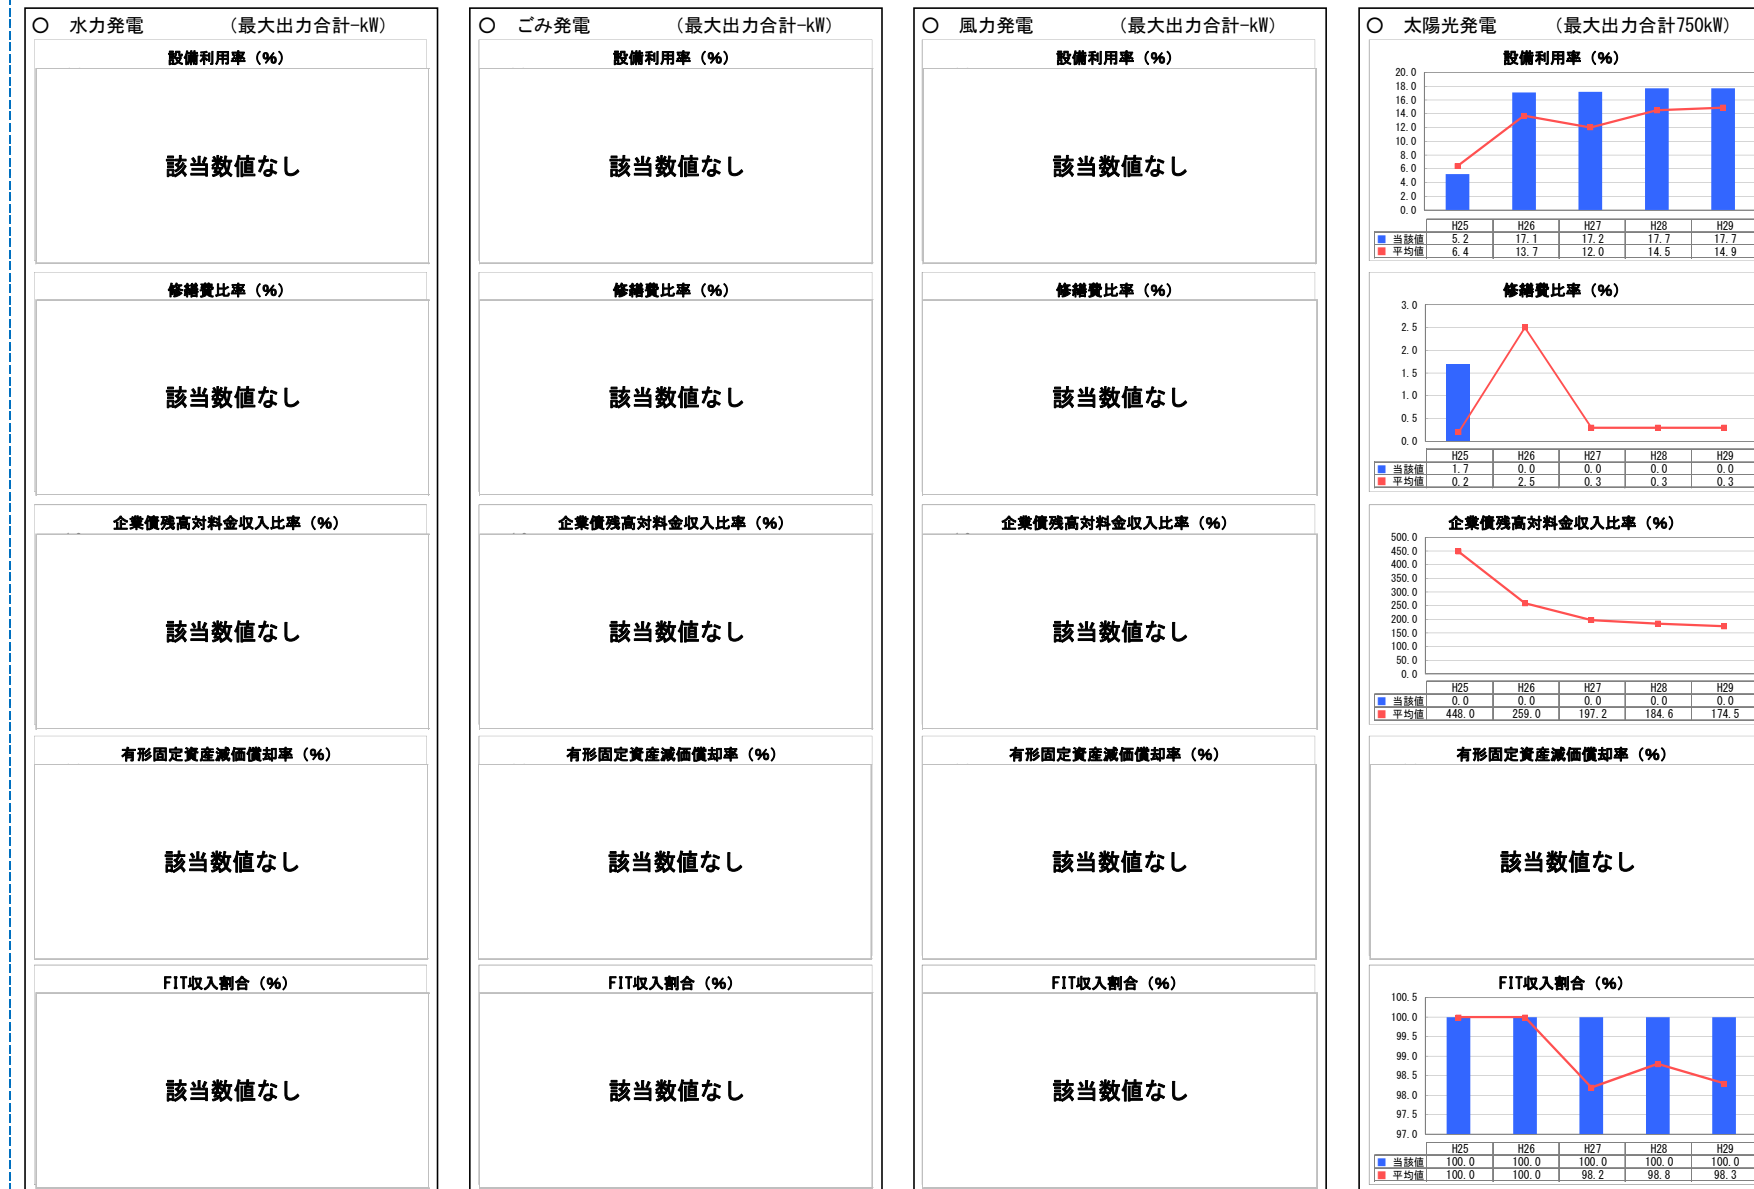 ○ 水力発電 （最大出力合計-kW）
設備利用率（%）
該当数値なし
修繕費比率（%）
該当数値なし
企業債残高対料金収入比率（%）
該当数値なし
有形固定資産減価償却率（%）
該当数値なし
FIT収入割合（%）
該当数値なし
○ ごみ発電 （最大出力合計-kW）
設備利用率（%）
該当数値なし
修繕費比率（%）
該当数値なし
企業債残高対料金収入比率（%）
該当数値なし
有形固定資産減価償却率（%）
該当数値なし
FIT収入割合（%）
該当数値なし
○ 風力発電 （最大出力合計-kW）
設備利用率（%）
該当数値なし
修繕費比率（%）
該当数値なし
企業債残高対料金収入比率（%）
該当数値なし
有形固定資産減価償却率（%）
該当数値なし
FIT収入割合（%）
該当数値なし
○ 太陽光発電 （最大出力合計750kW）
設備利用率（%）
20.0
18.0
16.0
14.0
12.0
10.0
8.0
6.0
4.0
2.0
0.0
H25 H26 H27 H28 H29
当該値 5.2 17.1 17.2 17.7 17.7
平均値 6.4 13.7 12.0 14.5 14.9
修繕費比率（%）
3.0
2.5
2.0
1.5
1.0
0.5
0.0
H25 H26 H27 H28 H29
当該値 1.7 0.0 0.0 0.0 0.0
平均値 0.2 2.5 0.3 0.3 0.3
企業債残高対料金収入比率（%）
500.0
450.0
400.0
350.0
300.0
250.0
200.0
150.0
100.0
50.0
0.0
H25 H26 H27 H28 H29
当該値 0.0 0.0 0.0 0.0 0.0
平均値 448.0 259.0 197.2 184.6 174.5
有形固定資産減価償却率（%）
該当数値なし
FIT収入割合（%）
100.5
100.0
99.5
99.0
98.5
98.0
97.5
97.0
H25 H26 H27 H28 H29
当該値 100.0 100.0 100.0 100.0 100.0
平均値 100.0 100.0 98.2 98.8 98.3